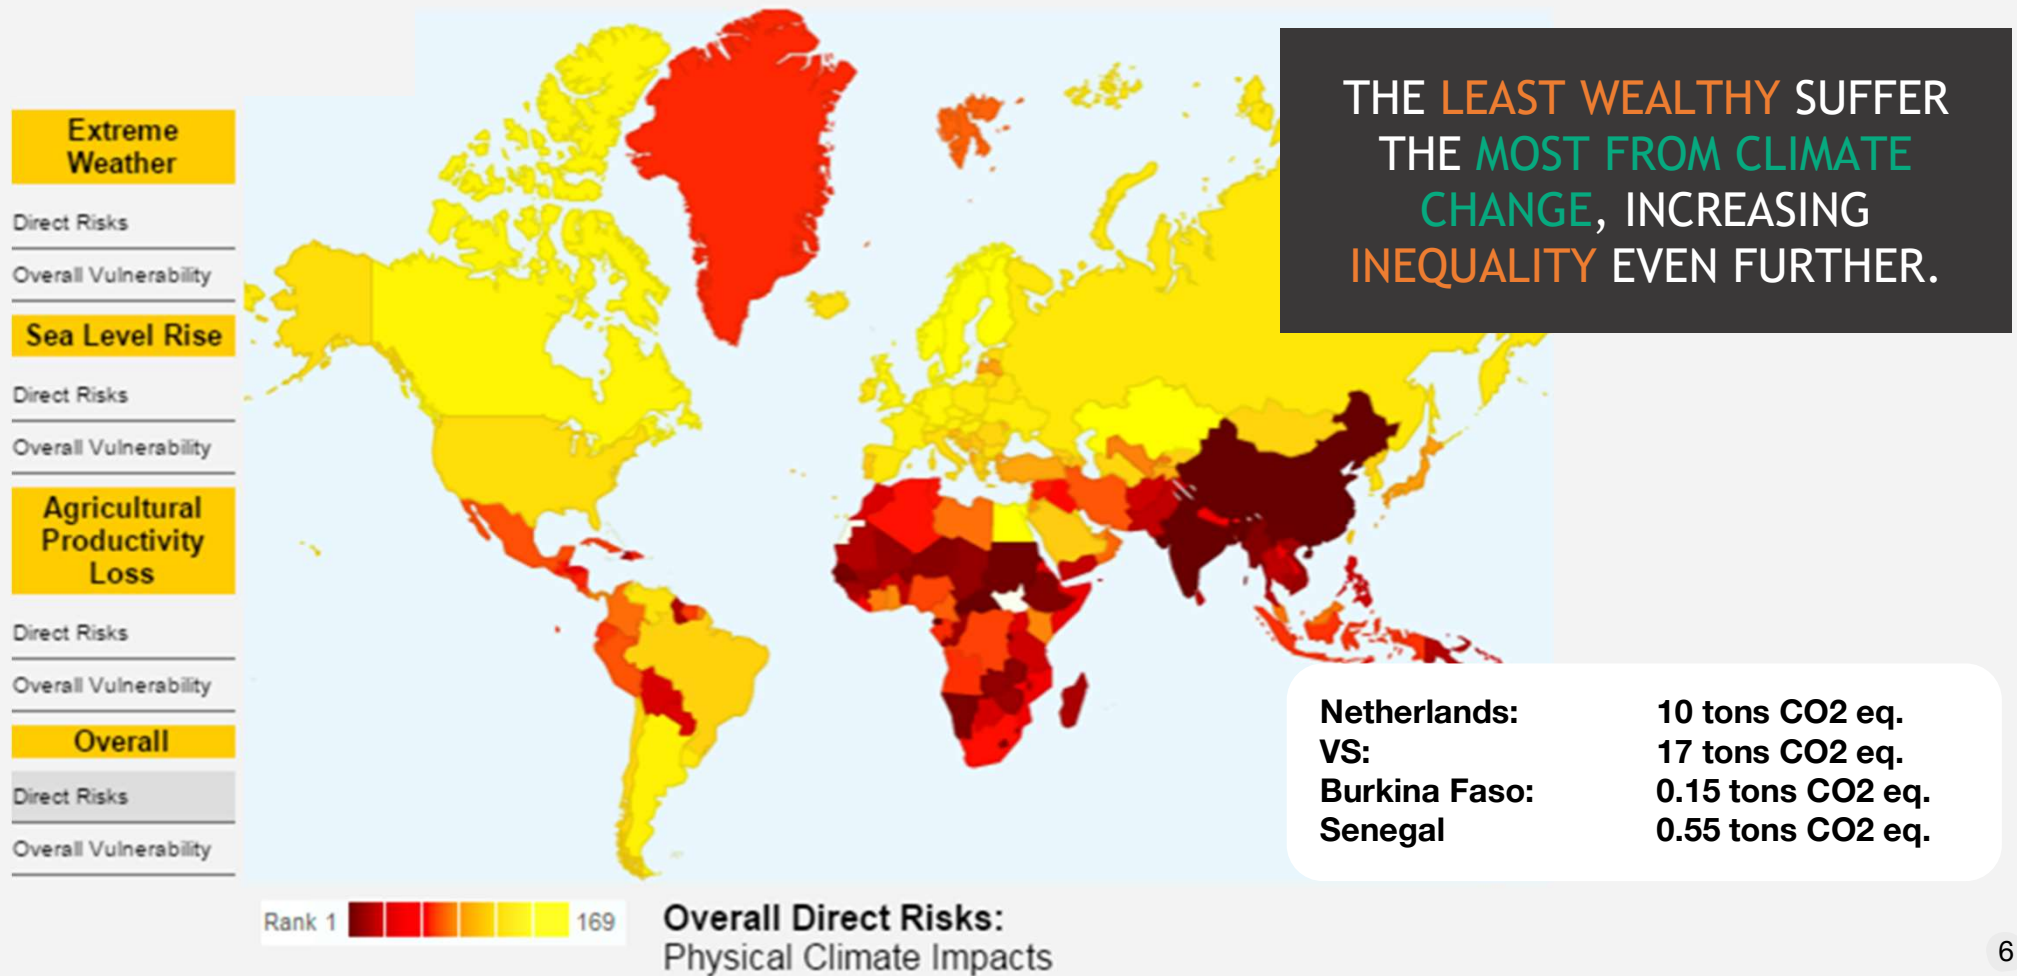 THE LEAST WEALTHY SUFFER
THE MOST FROM CLIMATE
CHANGE, INCREASING
INEQUALITY EVEN FURTHER.
Extreme
Weather
Direct Risks
Overall Vulnerability
Sea Level Rise
Direct Risks
Overall Vulnerability
Agricultural
Productivity
Loss
Direct Risks
Overall Vulnerability
Overall
Direct Risks
Overall Vulnerability
Netherlands: 10 tons CO2 eq.
VS: 17 tons CO2 eq.
Burkina Faso: 0.15 tons CO2 eq.
Senegal 0.55 tons CO2 eq.
Rank 1 169
Overall Direct Risks:
Physical Climate Impacts
6